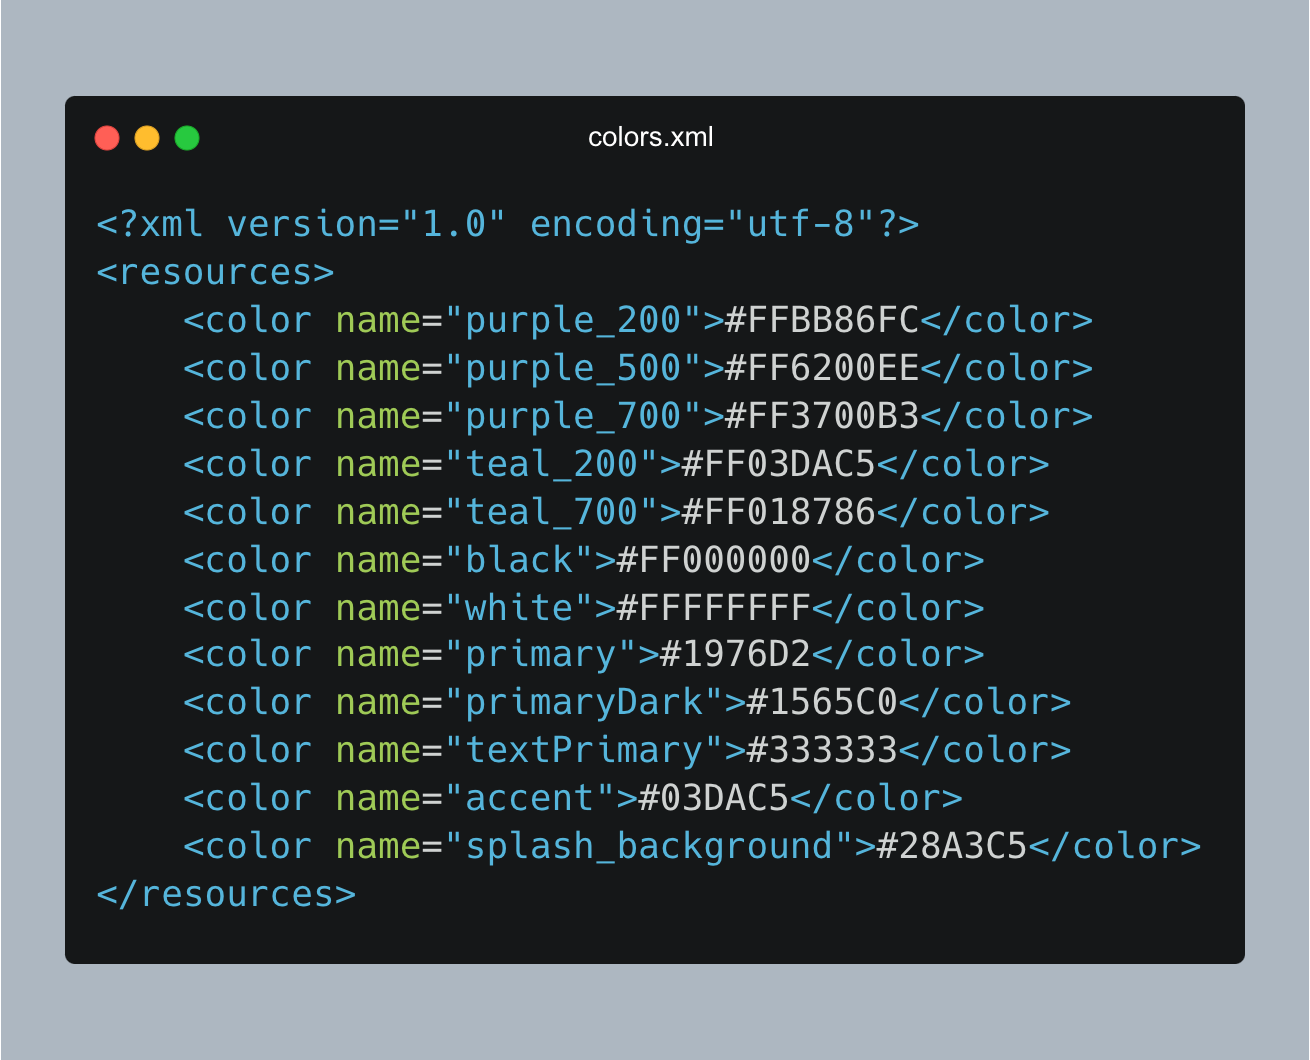 colors.xml
<?xml version="1.0" encoding="utf-8"?>
<resources>
    <color name="purple_200">#FFBB86FC</color>
    <color name="purple_500">#FF6200EE</color>
    <color name="purple_700">#FF3700B3</color>
    <color name="teal_200">#FF03DAC5</color>
    <color name="teal_700">#FF018786</color>
    <color name="black">#FF000000</color>
    <color name="white">#FFFFFFFF</color>
    <color name="primary">#1976D2</color>
    <color name="primaryDark">#1565C0</color>
    <color name="textPrimary">#333333</color>
    <color name="accent">#03DAC5</color>
    <color name="splash_background">#28A3C5</color>
</resources>